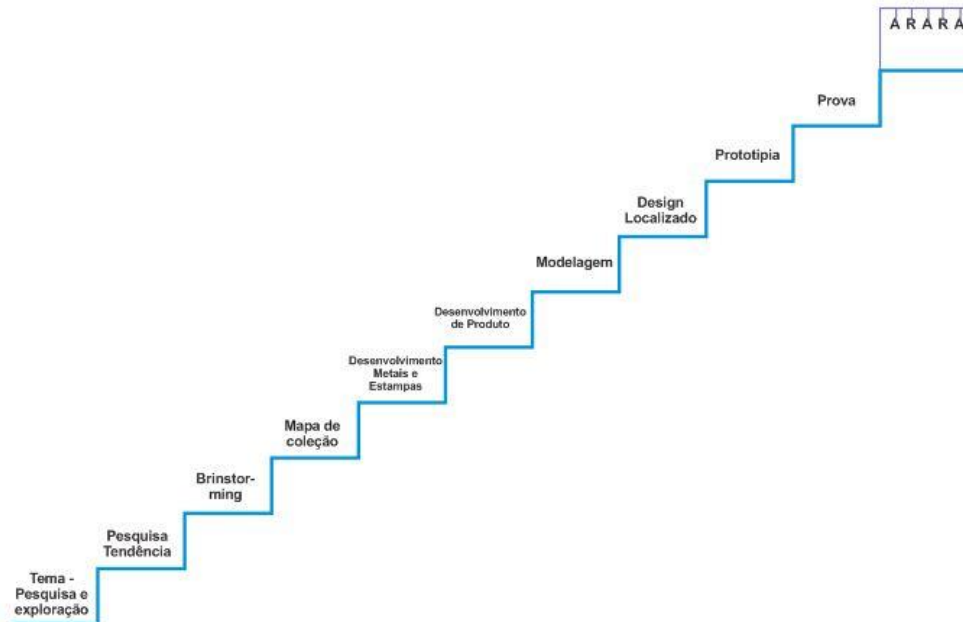 A R A R A
Prova
Prototipia
Design
Localizado
Modelagem
Desenvolvimento
de Produto
Desenvolvimento
Metais e
Estampas
Mapa de
coleção
Brinstor-
ming
Pesquisa
Tendência
Tema -
Pesquisa e
exploração